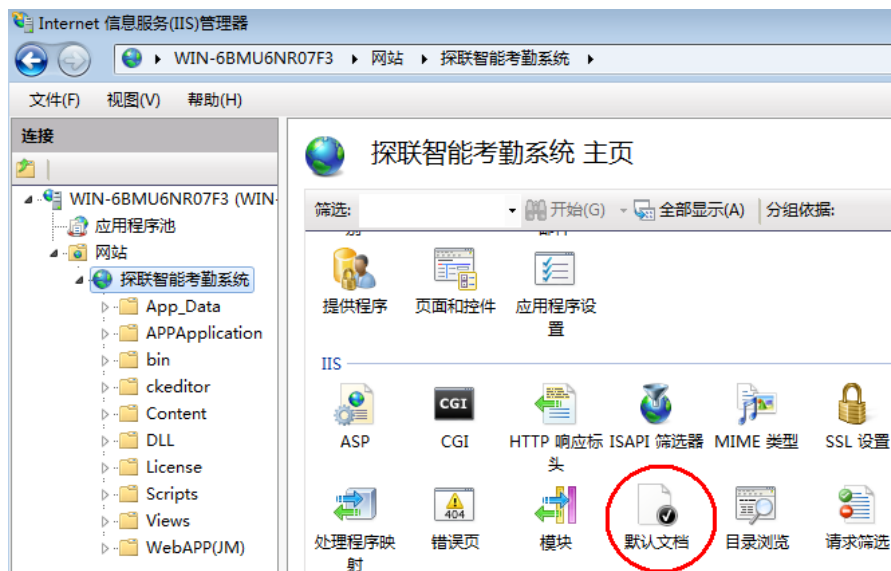 Internet 信息服务(IIS)管理器
WIN-6BMU6NR07F3 网站 探联智能考勤系统
文件(F) 视图(V) 帮助(H)
连接
WIN-6BMU6NR07F3 (WIN-
应用程序池
网站
探联智能考勤系统
App_Data
APPApplication
bin
ckeditor
Content
DLL
License
Scripts
Views
WebAPP(JM)
探联智能考勤系统 主页
筛选: 开始(G) 全部显示(A) 分组依据:
提供程序 页面和控件 应用程序设
置
IIS
CGI
ASP CGI HTTP 响应标 ISAPI 筛选器 MIME 类型 SSL 设置
头
404
处理程序映 错误页 模块 默认文档 目录浏览 请求筛选
射